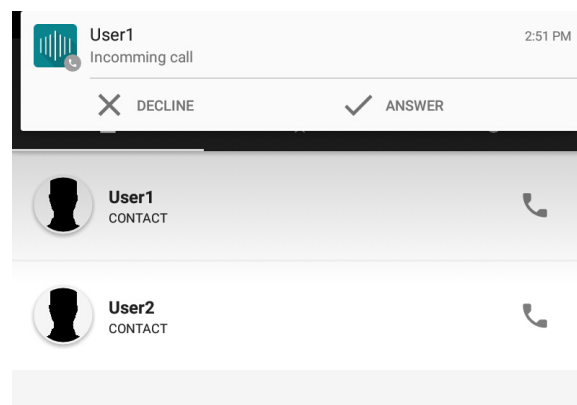 User1
2:51 PM
Incomming call
DECLINE
ANSWER
User1
CONTACT
User2
CONTACT